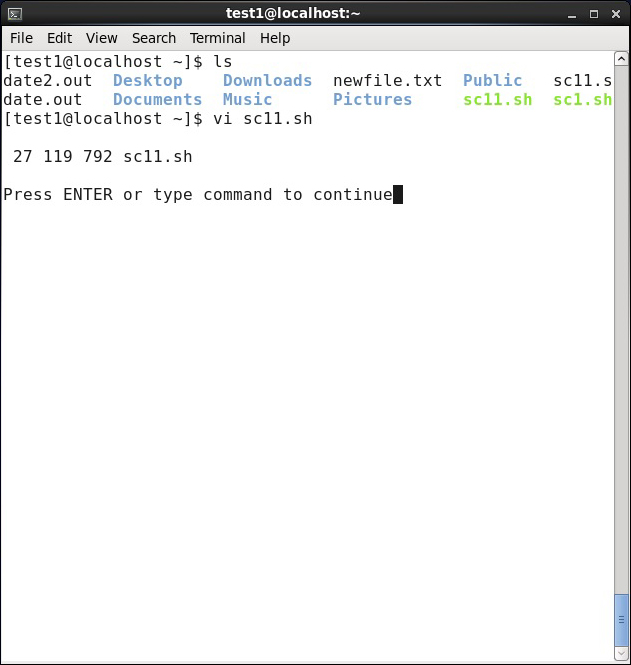 test1@localhost:~
File Edit View Search Terminal Help
[test1@localhost ~]$ ls
date2.out Desktop Downloads newfile.txt Public sc11.s
date.out Documents Music Pictures sc11.sh sc1.sh
[test1@localhost ~]$ vi sc11.sh
27 119 792 sc11.sh
Press ENTER or type command to continue